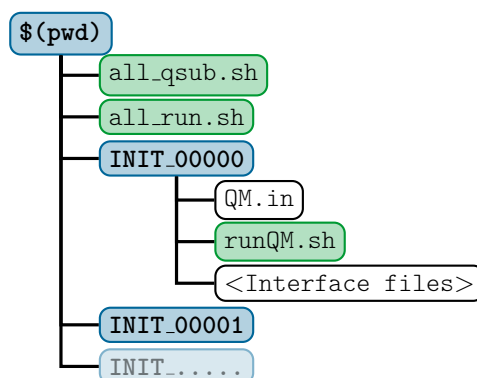 $(pwd)
all_qsub.sh
all_run.sh
INIT_00000
QM.in
runQM.sh
<Interface files>
INIT_00001
INIT_.....